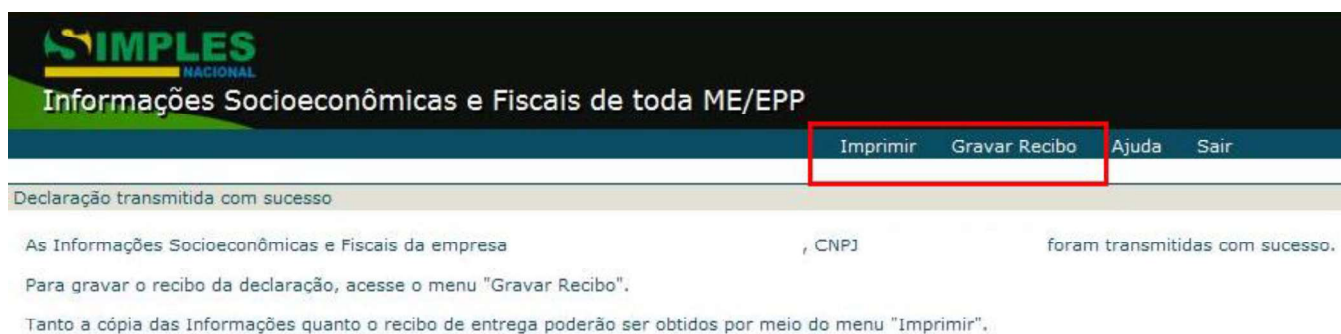 SIMPLES
NACIONAL
Informações Socioeconômicas e Fiscais de toda ME/EPP
Imprimir Gravar Recibo Ajuda Sair
Declaração transmitida com sucesso
As Informações Socioeconômicas e Fiscais da empresa , CNPJ foram transmitidas com sucesso.
Para gravar o recibo da declaração, acesse o menu "Gravar Recibo".
Tanto a cópia das Informações quanto o recibo de entrega poderão ser obtidos por meio do menu "Imprimir".